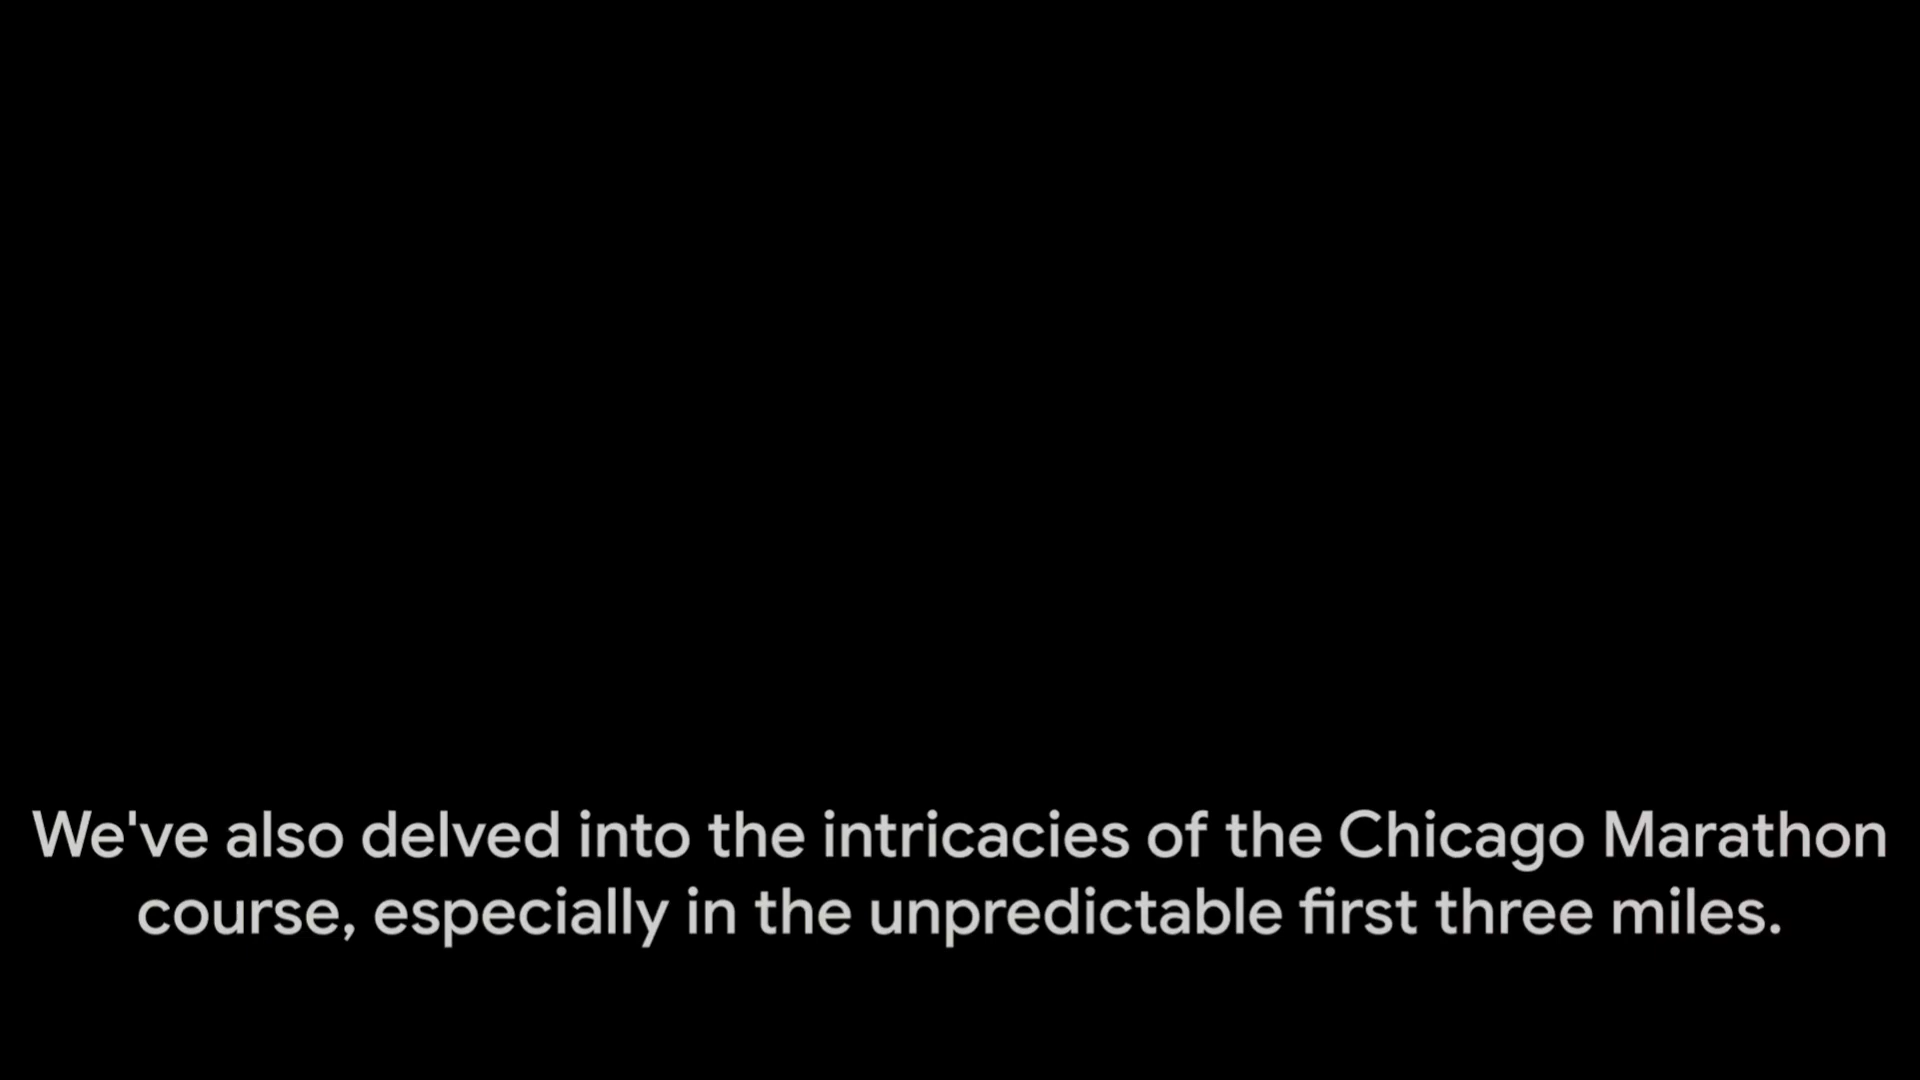 We've also delved into the intricacies of the Chicago Marathon
course, especially in the unpredictable first three miles.